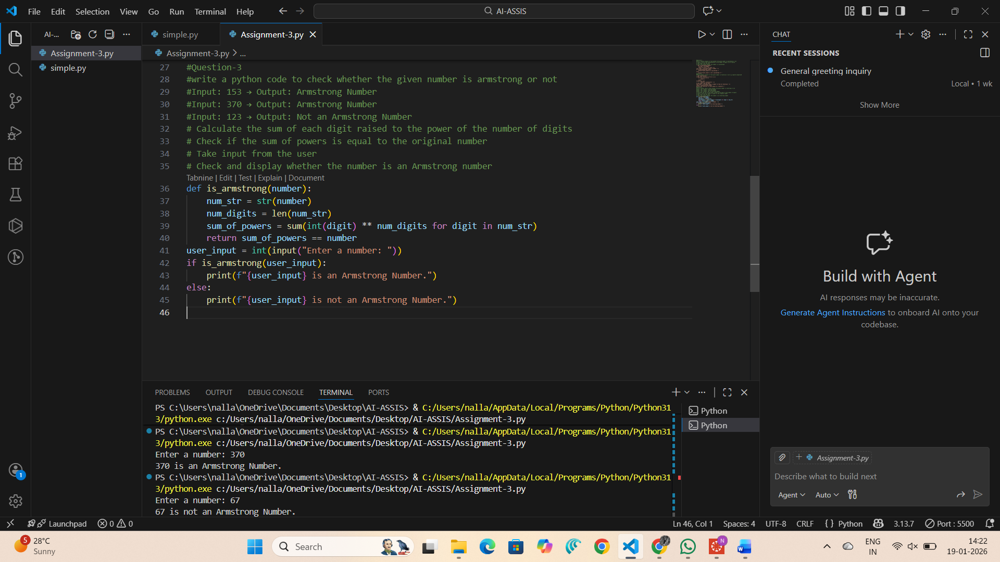 File Edit Selection View Go Run Terminal Help
AI-ASSIS
AI-...
Assignment-3.py
simple.py
simple.py
Assignment-3.py
Assignment-3.py > ...
27 #Question-3
28 #write a python code to check whether the given number is armstrong or not
29 #Input: 153 → Output: Armstrong Number
30 #Input: 370 → Output: Armstrong Number
31 #Input: 123 → Output: Not an Armstrong Number
32 # Calculate the sum of each digit raised to the power of the number of digits
33 # Check if the sum of powers is equal to the original number
34 # Take input from the user
35 # Check and display whether the number is an Armstrong number
Tabnine | Edit | Test | Explain | Document
36 def is_armstrong(number):
37     num_str = str(number)
38     num_digits = len(num_str)
39     sum_of_powers = sum(int(digit) ** num_digits for digit in num_str)
40     return sum_of_powers == number
41 user_input = int(input("Enter a number: "))
42 if is_armstrong(user_input):
43     print(f"{user_input} is an Armstrong Number.")
44 else:
45     print(f"{user_input} is not an Armstrong Number.")
46
PROBLEMS OUTPUT DEBUG CONSOLE TERMINAL PORTS
PS C:\Users\nalla\OneDrive\Documents\Desktop\AI-ASSIS> & C:/Users/nalla/AppData/Local/Programs/Python/Python31
3/python.exe c:/Users/nalla/OneDrive/Documents/Desktop/AI-ASSIS/Assignment-3.py
PS C:\Users\nalla\OneDrive\Documents\Desktop\AI-ASSIS> & C:/Users/nalla/AppData/Local/Programs/Python/Python31
3/python.exe c:/Users/nalla/OneDrive/Documents/Desktop/AI-ASSIS/Assignment-3.py
Enter a number: 370
370 is an Armstrong Number.
PS C:\Users\nalla\OneDrive\Documents\Desktop\AI-ASSIS> & C:/Users/nalla/AppData/Local/Programs/Python/Python31
3/python.exe c:/Users/nalla/OneDrive/Documents/Desktop/AI-ASSIS/Assignment-3.py
Enter a number: 67
67 is not an Armstrong Number.
Python
Python
CHAT
RECENT SESSIONS
General greeting inquiry
Completed Local • 1 wk
Show More
Build with Agent
AI responses may be inaccurate.
Generate Agent Instructions to onboard AI onto your
codebase.
Assignment-3.py
Describe what to build next
Agent Auto
1
Launchpad 0 0 Ln 46, Col 1 Spaces: 4 UTF-8 CRLF {} Python 3.13.7 Port : 5500
5 28°C
Sunny
Search
N
W
ENG
IN
14:22
19-01-2026